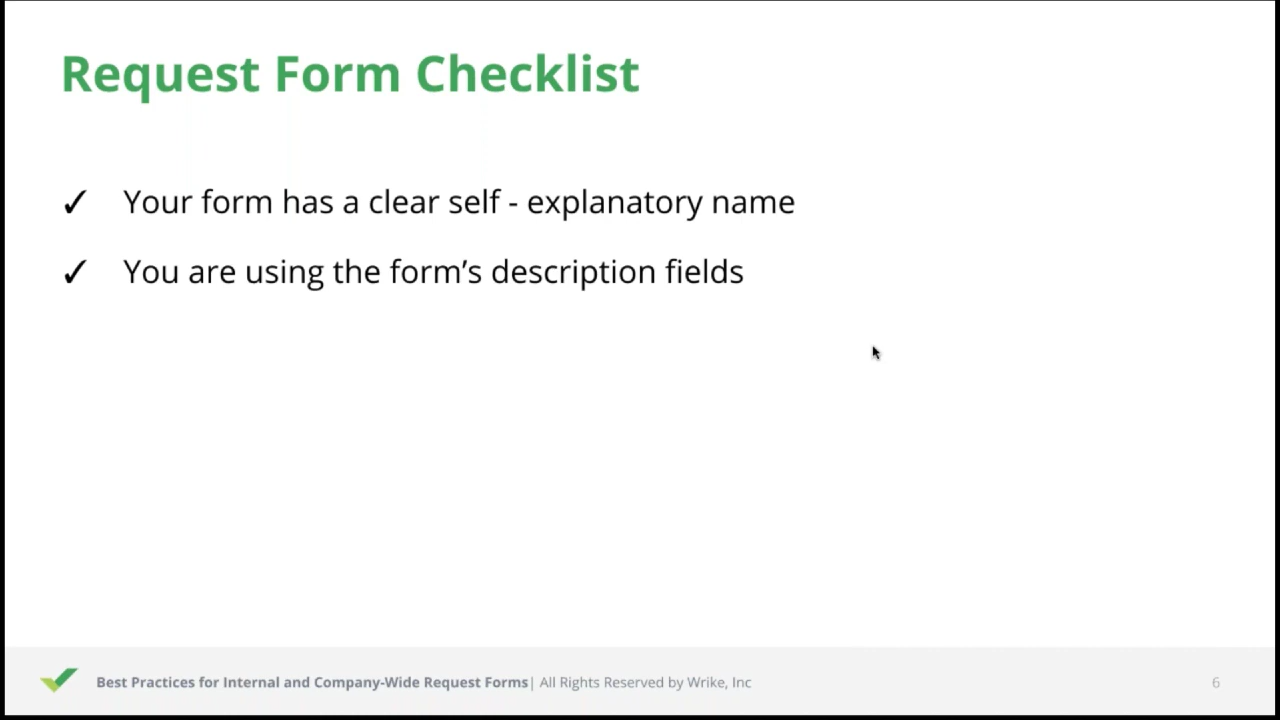 Request Form Checklist
✓ Your form has a clear self - explanatory name
✓ You are using the form’s description fields
Best Practices for Internal and Company-Wide Request Forms| All Rights Reserved by Wrike, Inc
6